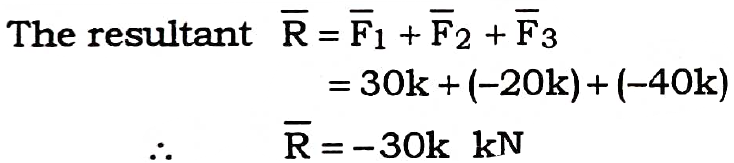 The resultant R̅ = F̅1 + F̅2 + F̅3
= 30k + (–20k) + (–40k)
∴ R̅ = –30k kN